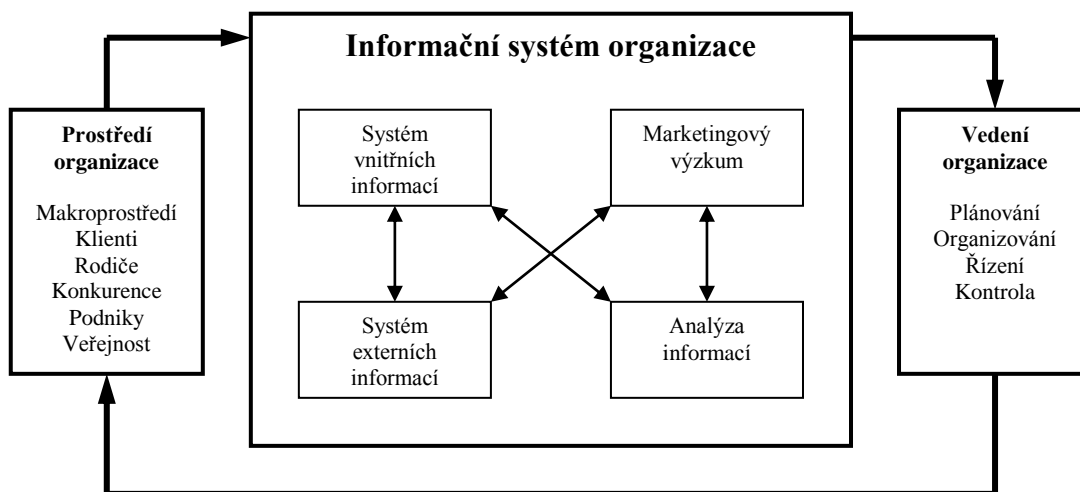 Informační systém organizace
Prostředí
organizace
Makroprostředí
Klienti
Rodiče
Konkurence
Podniky
Veřejnost
Systém
vnitřních
informací
Marketingový
výzkum
Systém
externích
informací
Analýza
informací
Vedení
organizace
Plánování
Organizování
Řízení
Kontrola